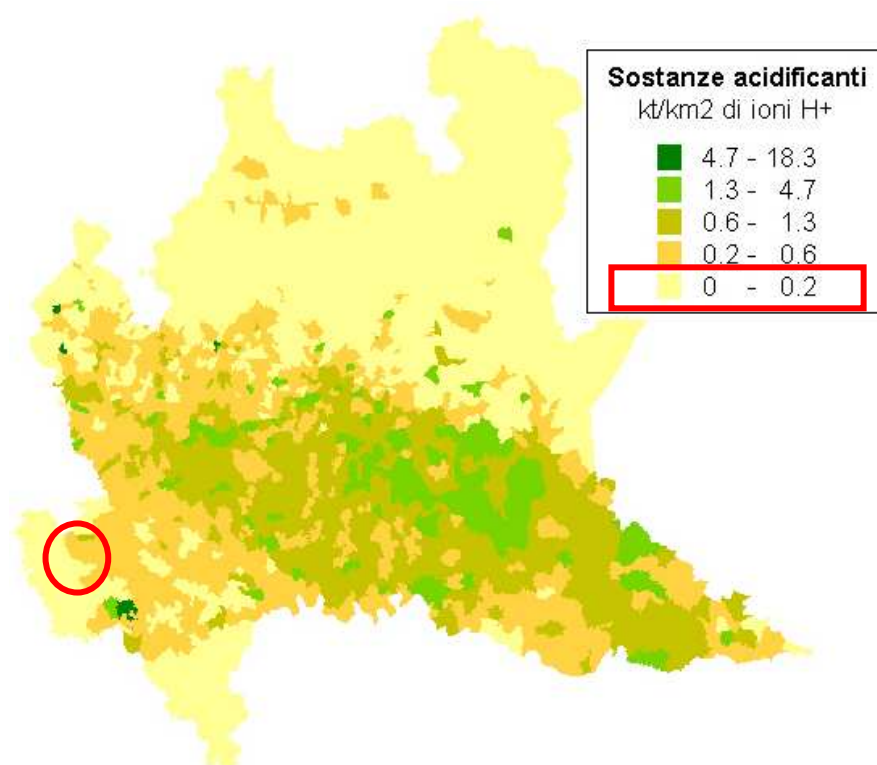 Sostanze acidificanti
kt/km2 di ioni H+
4.7 - 18.3
1.3 - 4.7
0.6 - 1.3
0.2 - 0.6
0 - 0.2